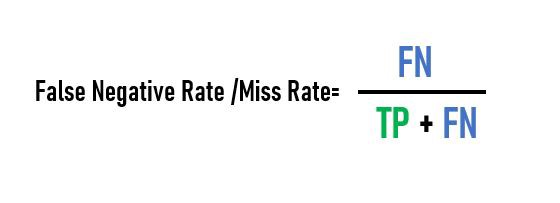 FN
False Negative Rate /Miss Rate=
TP + FN